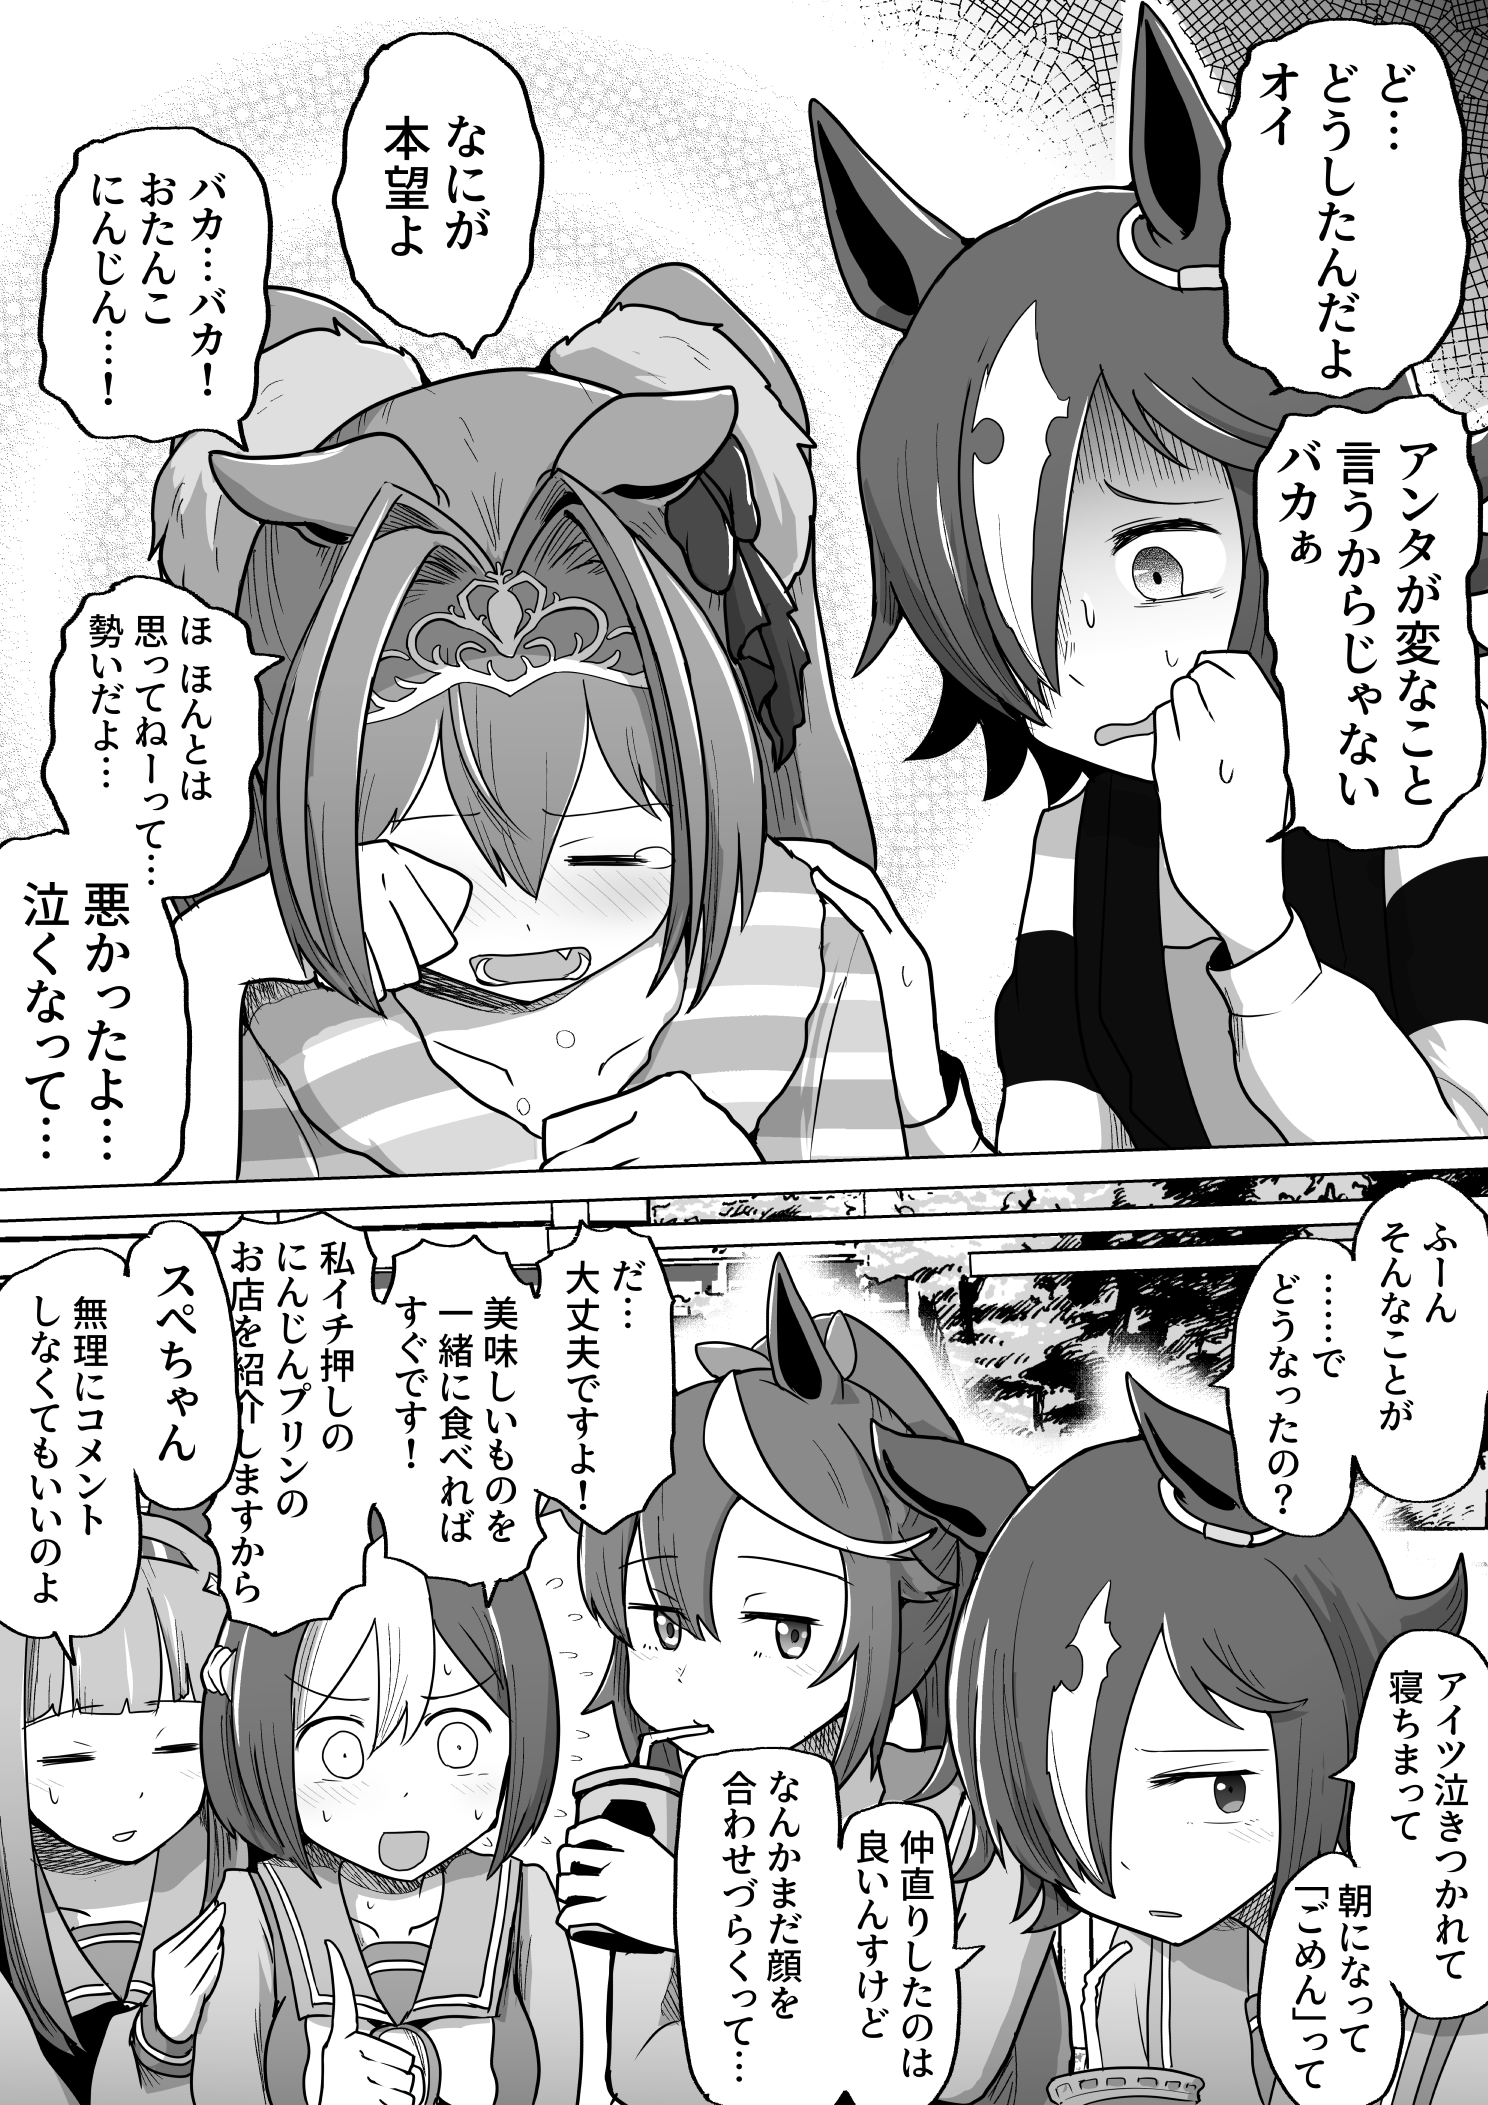 ど…
どうしたんだよ
オイ
アンタが変なこと
言うからじゃない
バカぁ
なにが
本望よ
バカ…バカ！
おたんこ
にんじん…！
ほ ほんとは
思ってねーって…
勢いだよ…
悪かったよ…
泣くなって…
ふーん
そんなことが
……で
どうなったの？
アイツ泣きつかれて
寝ちまって
朝になって
「ごめん」って
仲直りしたのは
良いんすけど
なんかまだ顔を
合わせづらくって…
だ…
大丈夫ですよ！
美味しいものを
一緒に食べれば
すぐです！
私イチ押しの
にんじんプリンの
お店を紹介しますから
スペちゃん
無理にコメント
しなくてもいいのよ